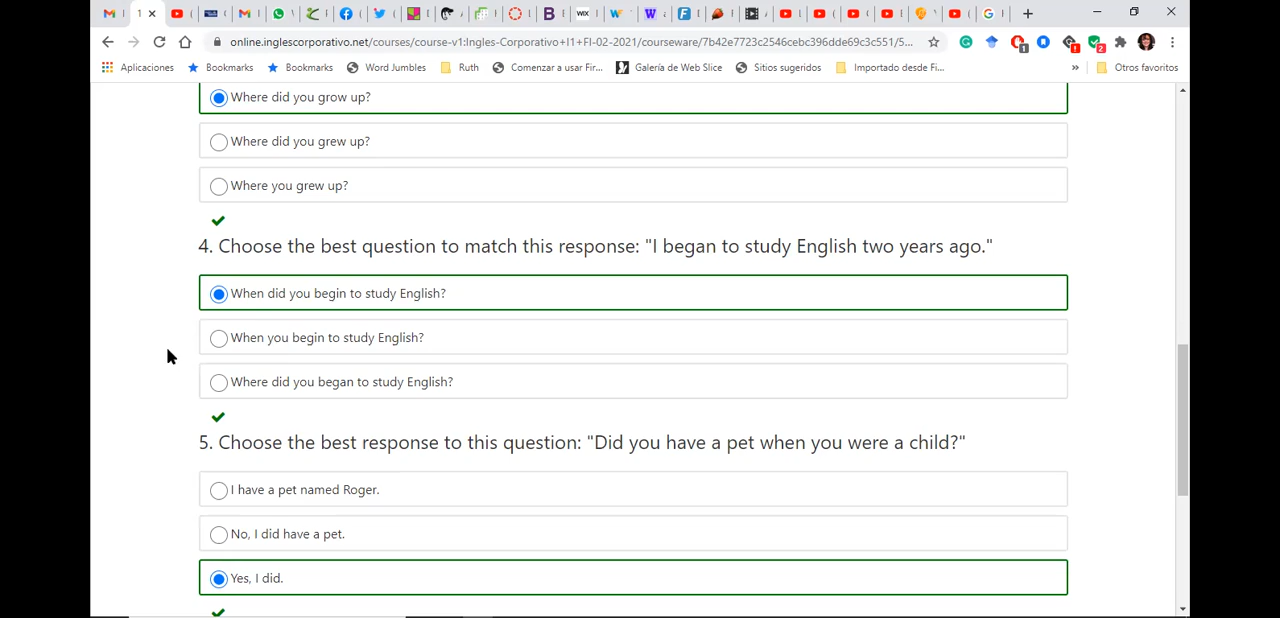 online.inglescorporativo.net/courses/course-v1:Ingles-Corporativo+I1+FI-02-2021/courseware/7b42e7723c2546cebc396dde69c3c551/5...
Aplicaciones Bookmarks Bookmarks Word Jumbles Ruth Comenzar a usar Fir... Galería de Web Slice Sitios sugeridos Importado desde Fi... » Otros favoritos
Where did you grow up?
Where did you grew up?
Where you grew up?
4. Choose the best question to match this response: "I began to study English two years ago."
When did you begin to study English?
When you begin to study English?
Where did you began to study English?
5. Choose the best response to this question: "Did you have a pet when you were a child?"
I have a pet named Roger.
No, I did have a pet.
Yes, I did.